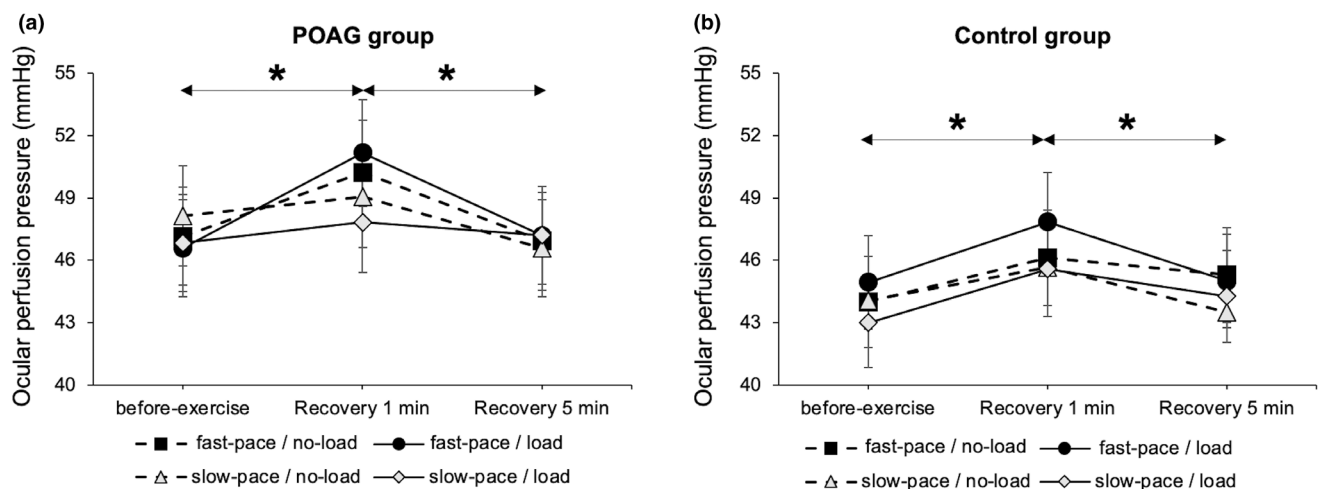 (a)
POAG group
Ocular perfusion pressure (mmHg)
55
52
49
46
43
40
*
*
before-exercise
Recovery 1 min
Recovery 5 min
fast-pace / no-load
fast-pace / load
slow-pace / no-load
slow-pace / load
(b)
Control group
Ocular perfusion pressure (mmHg)
55
52
49
46
43
40
*
*
before-exercise
Recovery 1 min
Recovery 5 min
fast-pace / no-load
fast-pace / load
slow-pace / no-load
slow-pace / load